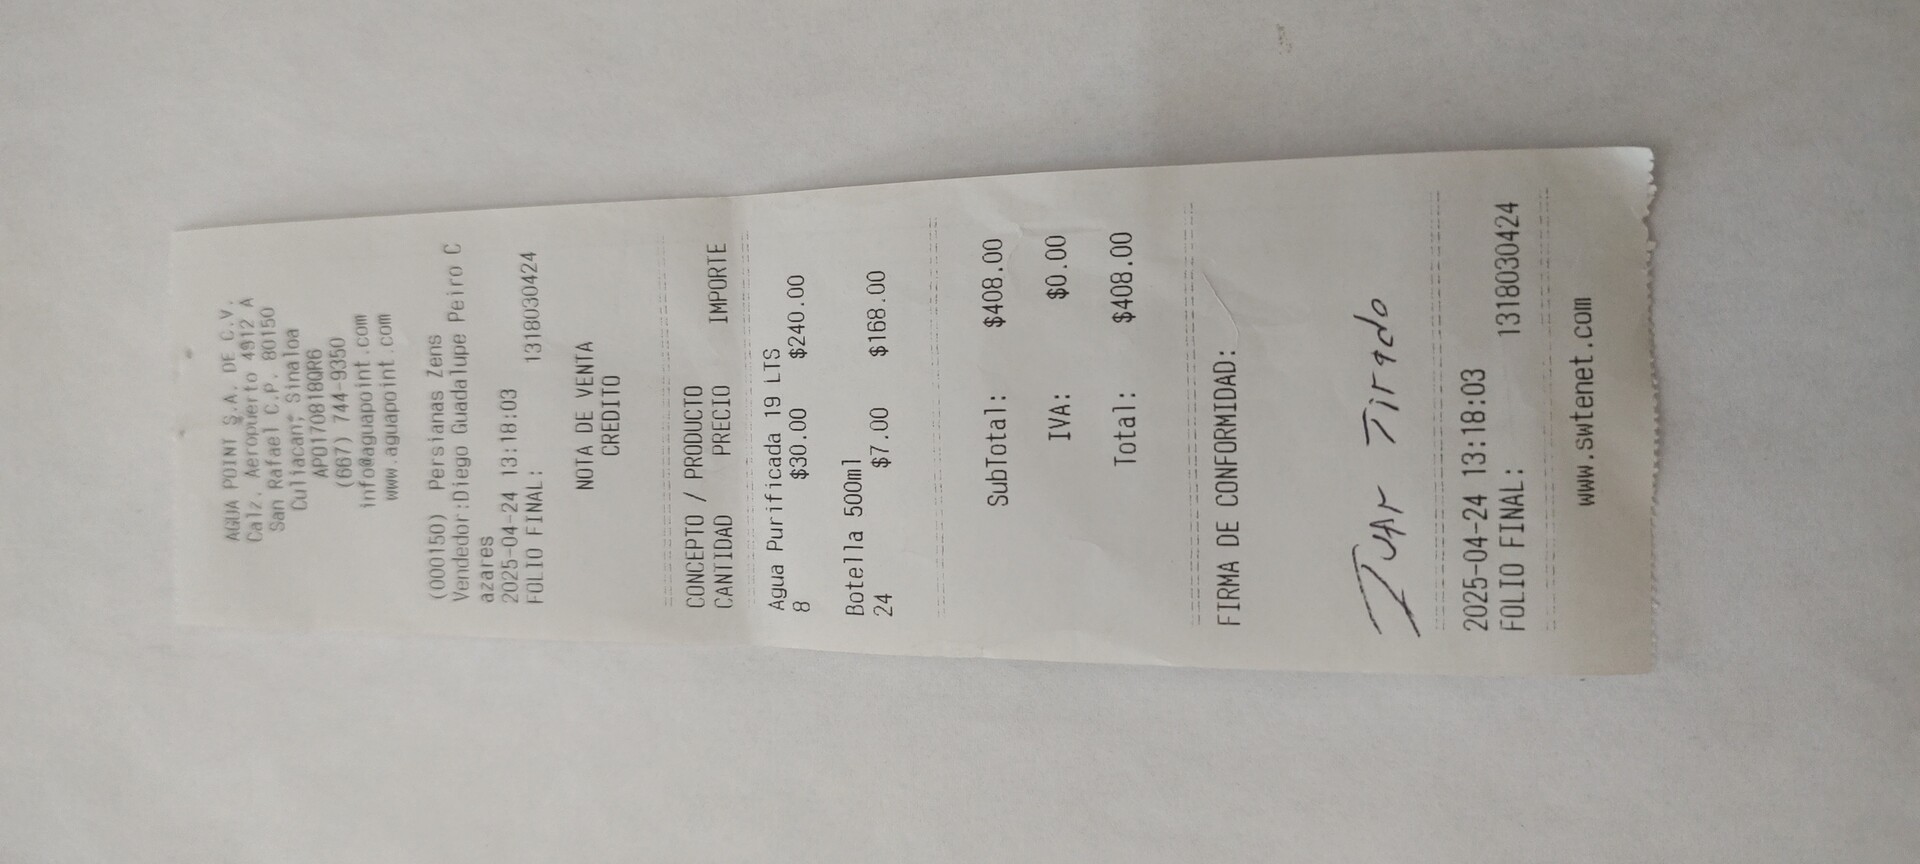 AGUA POINT S.A. DE C.V.
Calz. Aeropuerto 4912 A
San Rafael C.P. 80150
Culiacan, Sinaloa
APO170818QR6
(667) 744-9350
info@aguapoint.com
www.aguapoint.com
(000150) Persianas Zens
Vendedor:Diego Guadalupe Peiro C
azares
2025-04-24 13:18:03
FOLIO FINAL: 1318030424
NOTA DE VENTA
CREDITO
CONCEPTO / PRODUCTO
CANTIDAD PRECIO IMPORTE
Agua Purificada 19 LTS
8 $30.00 $240.00
Botella 500ml
24 $7.00 $168.00
SubTotal: $408.00
IVA: $0.00
Total: $408.00
FIRMA DE CONFORMIDAD:
Tirado
2025-04-24 13:18:03
FOLIO FINAL: 1318030424
www.swtenet.com